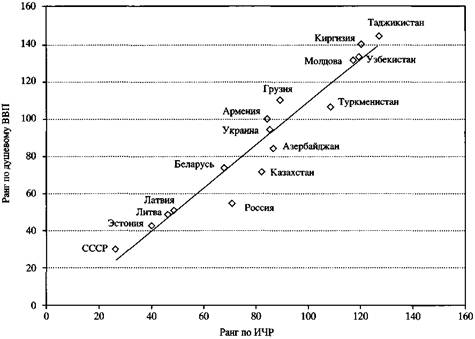 Ранг по душевому ВВП
160
140
120
100
80
60
40
20
0
Таджикистан
Киргизия
Молдова
Узбекистан
Грузия
Туркменистан
Армения
Украина
Азербайджан
Беларусь
Казахстан
Латвия
Литва
Россия
Эстония
СССР
0 20 40 60 80 100 120 140 160
Ранг по ИЧР